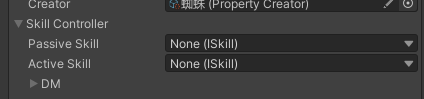 Creator 蜘蛛 (Property Creator)
Skill Controller
Passive Skill None (ISkill)
Active Skill None (ISkill)
DM